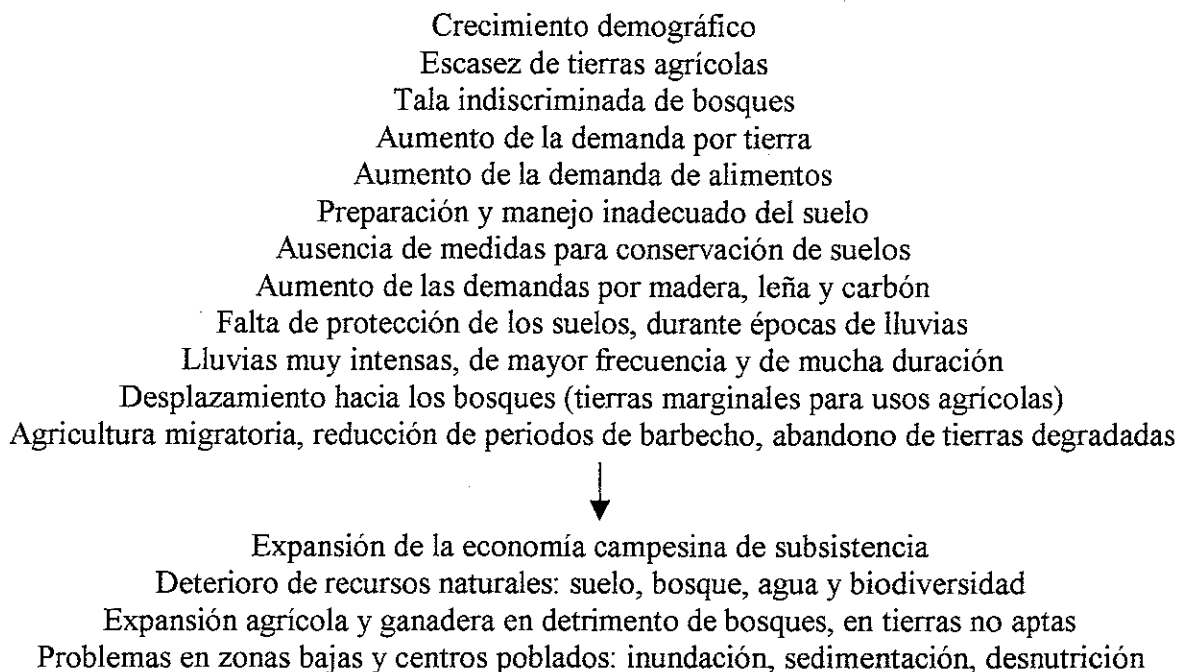 Crecimiento demográfico
Escasez de tierras agrícolas
Tala indiscriminada de bosques
Aumento de la demanda por tierra
Aumento de la demanda de alimentos
Preparación y manejo inadecuado del suelo
Ausencia de medidas para conservación de suelos
Aumento de las demandas por madera, leña y carbón
Falta de protección de los suelos, durante épocas de lluvias
Lluvias muy intensas, de mayor frecuencia y de mucha duración
Desplazamiento hacia los bosques (tierras marginales para usos agrícolas)
Agricultura migratoria, reducción de periodos de barbecho, abandono de tierras degradadas
Expansión de la economía campesina de subsistencia
Deterioro de recursos naturales: suelo, bosque, agua y biodiversidad
Expansión agrícola y ganadera en detrimento de bosques, en tierras no aptas
Problemas en zonas bajas y centros poblados: inundación, sedimentación, desnutrición